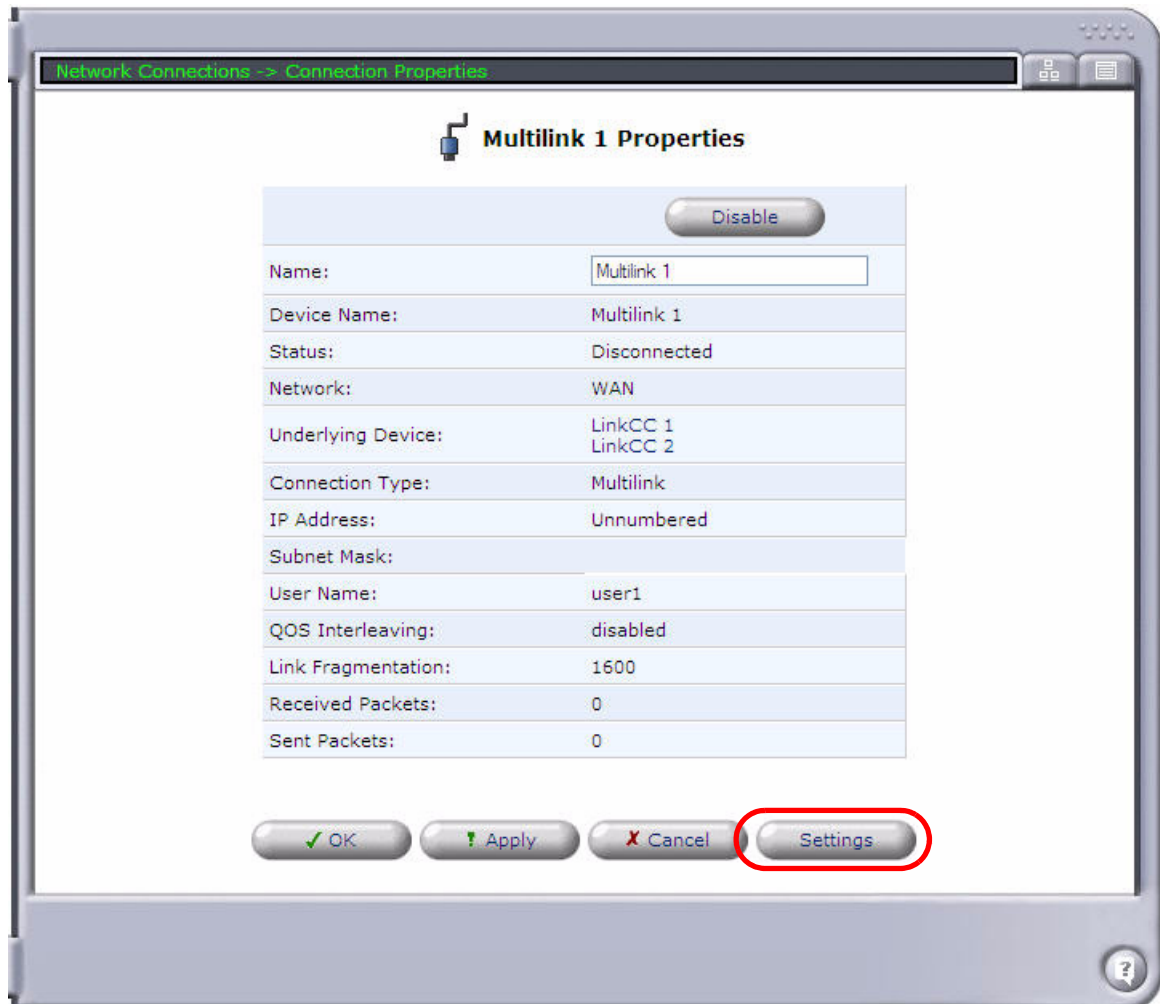 Network Connections -> Connection Properties
Multilink 1 Properties
Disable
Name: Multilink 1
Device Name: Multilink 1
Status: Disconnected
Network: WAN
Underlying Device: LinkCC 1
LinkCC 2
Connection Type: Multilink
IP Address: Unnumbered
Subnet Mask:
User Name: user1
QOS Interleaving: disabled
Link Fragmentation: 1600
Received Packets: 0
Sent Packets: 0
OK Apply Cancel Settings
?